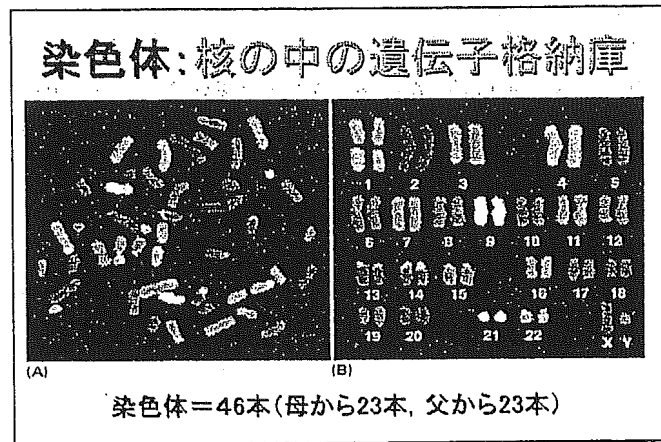 染色体:核の中の遺伝子格納庫
1 2 3 4 5
6 7 8 9 10 11 12
13 14 15 16 17 18
19 20 21 22 X Y
(A) (B)
染色体=46本(母から23本, 父から23本)